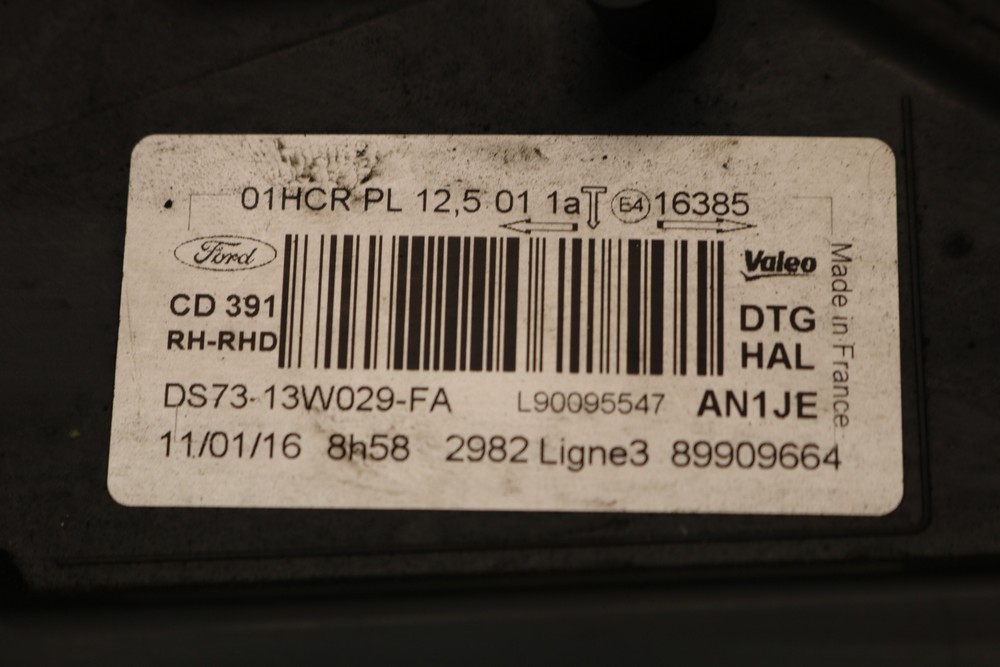 01HCR PL 12,5 01 1a E4 16385
Ford
CD 391
RH-RHD
Valeo
DTG
HAL
Made in France
DS73-13W029-FA L90095547 AN1JE
11/01/16 8h58 2982 Ligne3 89909664